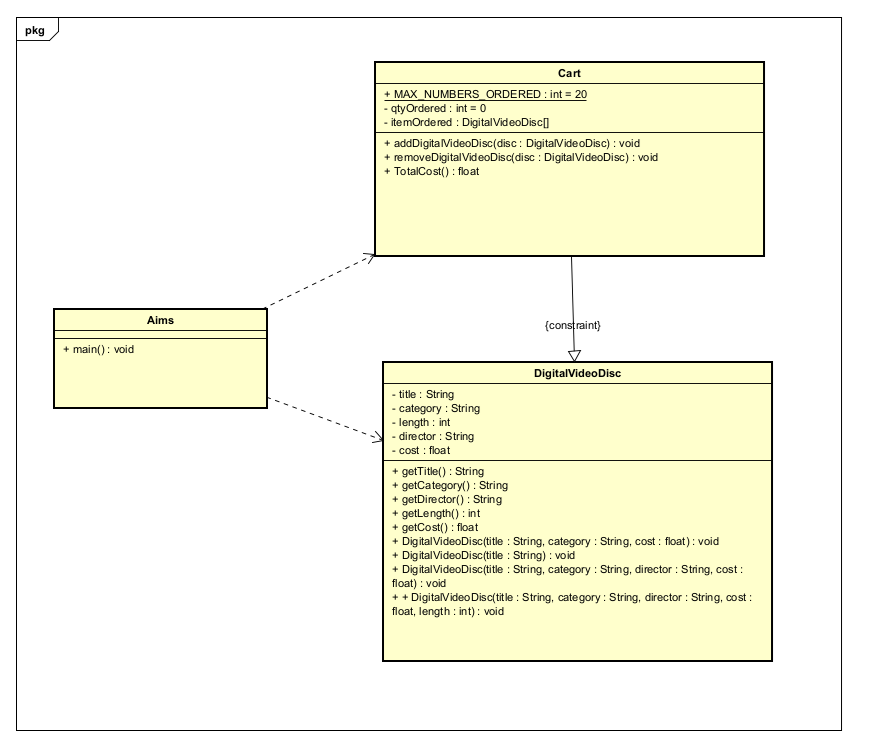 pkg
Cart
+ MAX_NUMBERS_ORDERED : int = 20
- qtyOrdered : int = 0
- itemOrdered : DigitalVideoDisc[]
+ addDigitalVideoDisc(disc : DigitalVideoDisc) : void
+ removeDigitalVideoDisc(disc : DigitalVideoDisc) : void
+ TotalCost() : float
Aims
+ main() : void
{constraint}
DigitalVideoDisc
- title : String
- category : String
- length : int
- director : String
- cost : float
+ getTitle() : String
+ getCategory() : String
+ getDirector() : String
+ getLength() : int
+ getCost() : float
+ DigitalVideoDisc(title : String, category : String, cost : float) : void
+ DigitalVideoDisc(title : String) : void
+ DigitalVideoDisc(title : String, category : String, director : String, cost :
float) : void
+ + DigitalVideoDisc(title : String, category : String, director : String, cost :
float, length : int) : void